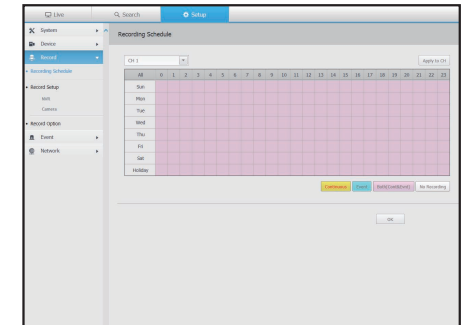 Live Search Setup
System
Device
Record
Recording Schedule
Record Setup
NVR
Camera
Record Option
Event
Network
Recording Schedule
CH 1 Apply to CH
All 0 1 2 3 4 5 6 7 8 9 10 11 12 13 14 15 16 17 18 19 20 21 22 23
Sun
Mon
Tue
Wed
Thu
Fri
Sat
Holiday
Continuous Event Both(Cont&Evnt) No Recording
OK